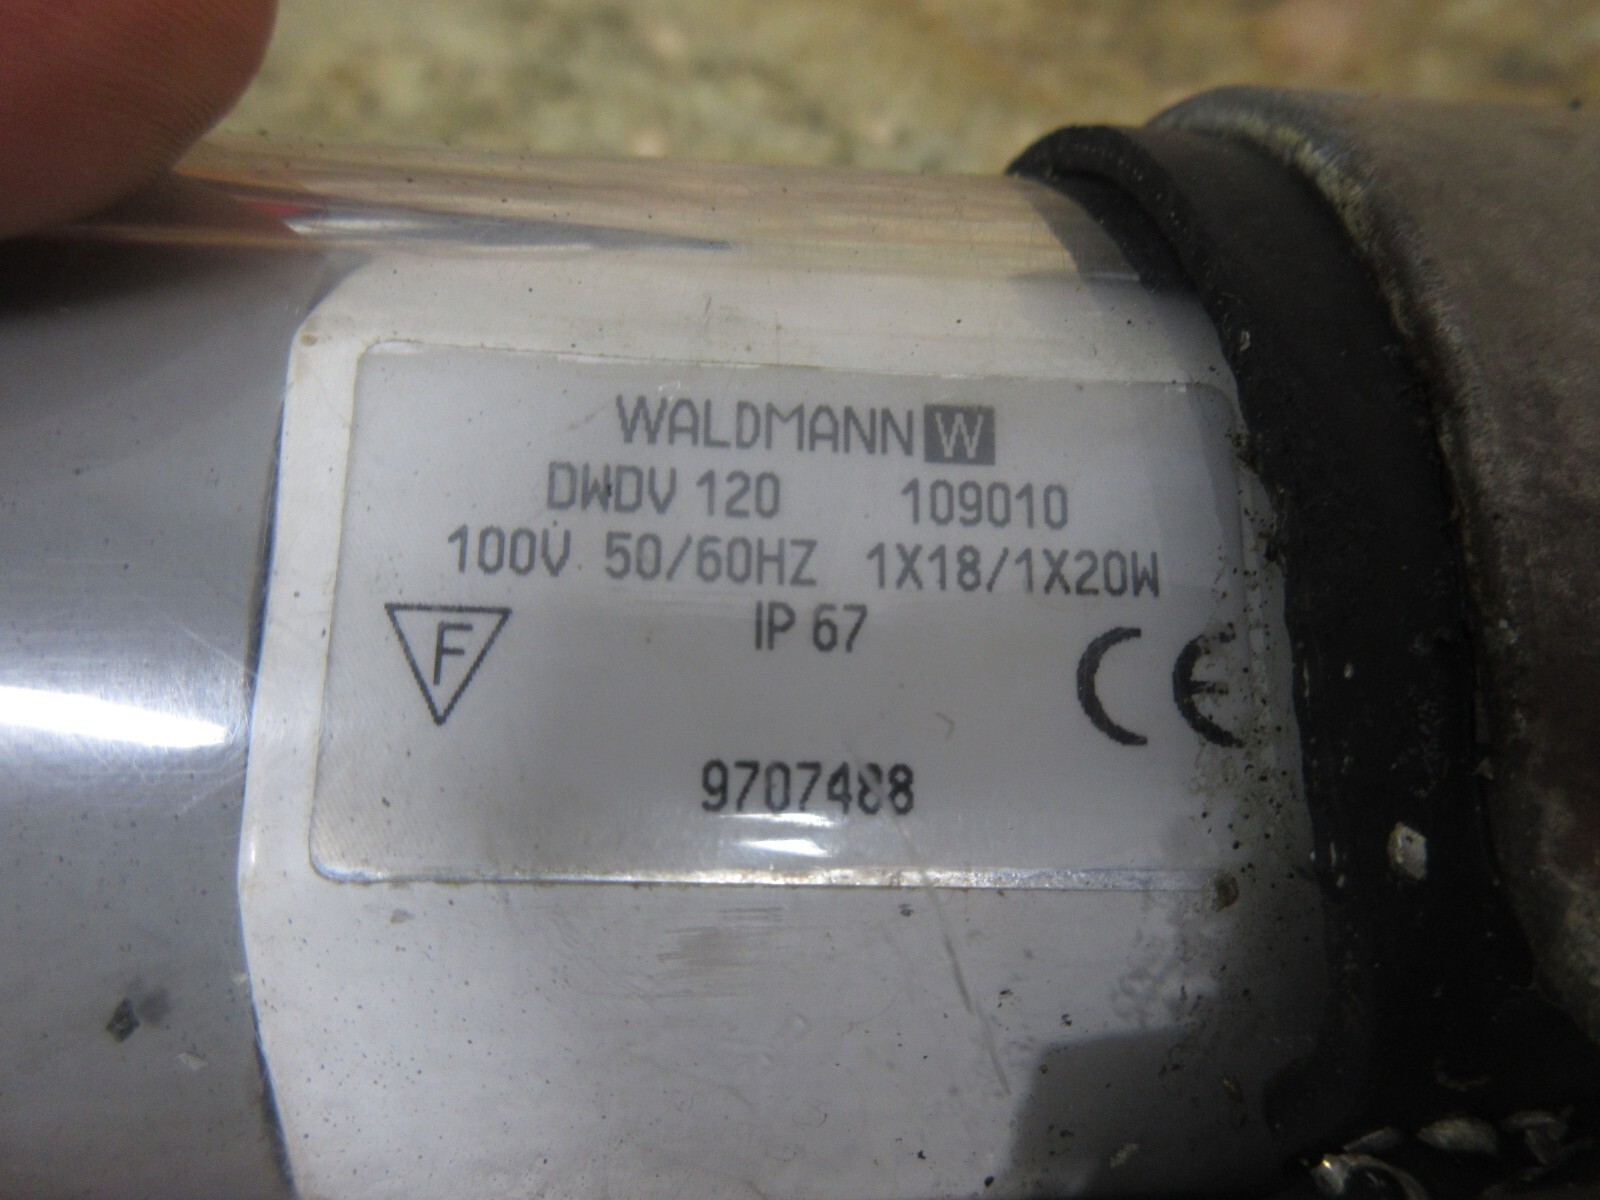 WALDMANN W
DWDV 120 109010
100V 50/60HZ 1X18/1X20W
IP 67
F
CE
9707488